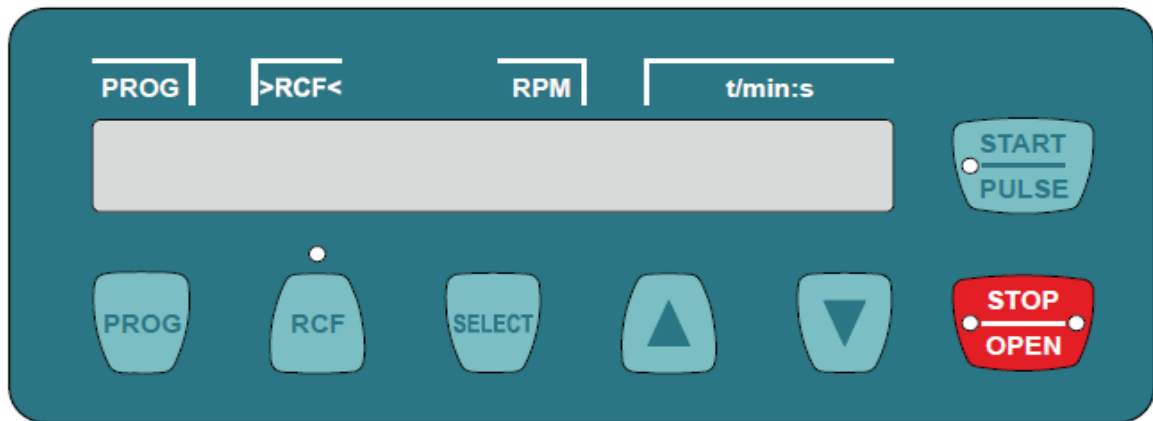 PROG >RCF< RPM t/min:s
START
PULSE
PROG RCF SELECT
STOP
OPEN